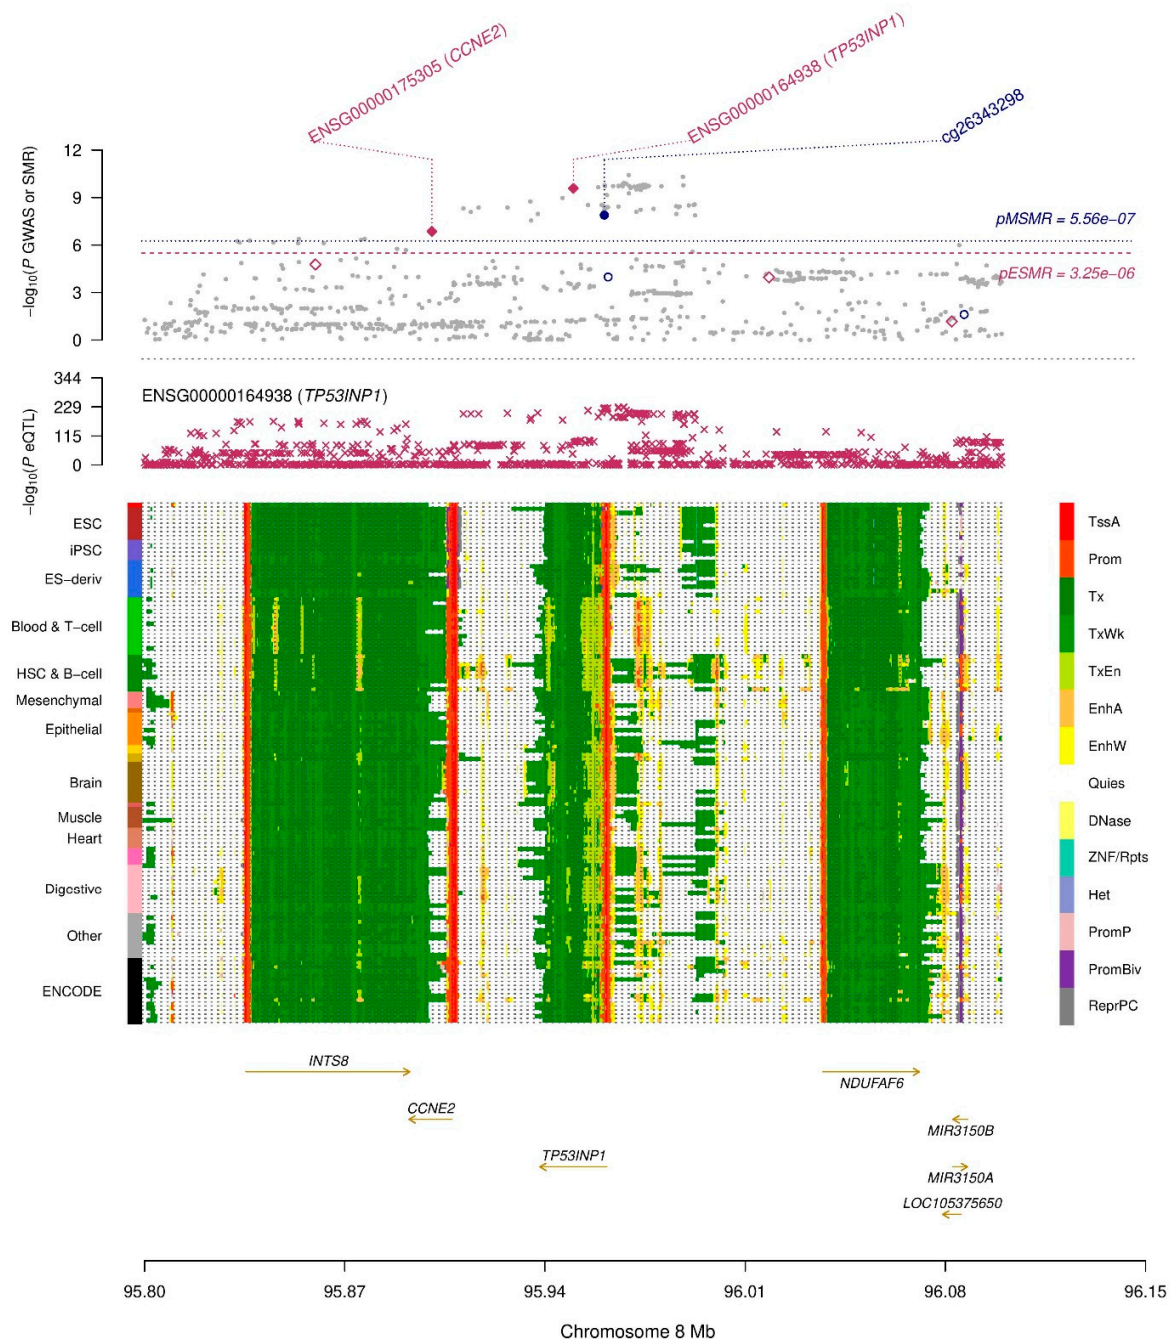 ENSG00000175305 (CCNE2)
ENSG00000164938 (TP53INP1)
cg26343298
−log10(P GWAS or SMR)
12
9
6
3
0
pMSMR = 5.56e−07
pESMR = 3.25e−06
−log10(P eQTL)
344
229
115
0
ENSG00000164938 (TP53INP1)
ESC
iPSC
ES−deriv
Blood & T−cell
HSC & B−cell
Mesenchymal
Epithelial
Brain
Muscle
Heart
Digestive
Other
ENCODE
TssA
Prom
Tx
TxWk
TxEn
EnhA
EnhW
Quies
DNase
ZNF/Rpts
Het
PromP
PromBiv
ReprPC
INTS8
NDUFAF6
CCNE2
MIR3150B
TP53INP1
MIR3150A
LOC105375650
95.80
95.87
95.94
96.01
96.08
96.15
Chromosome 8 Mb